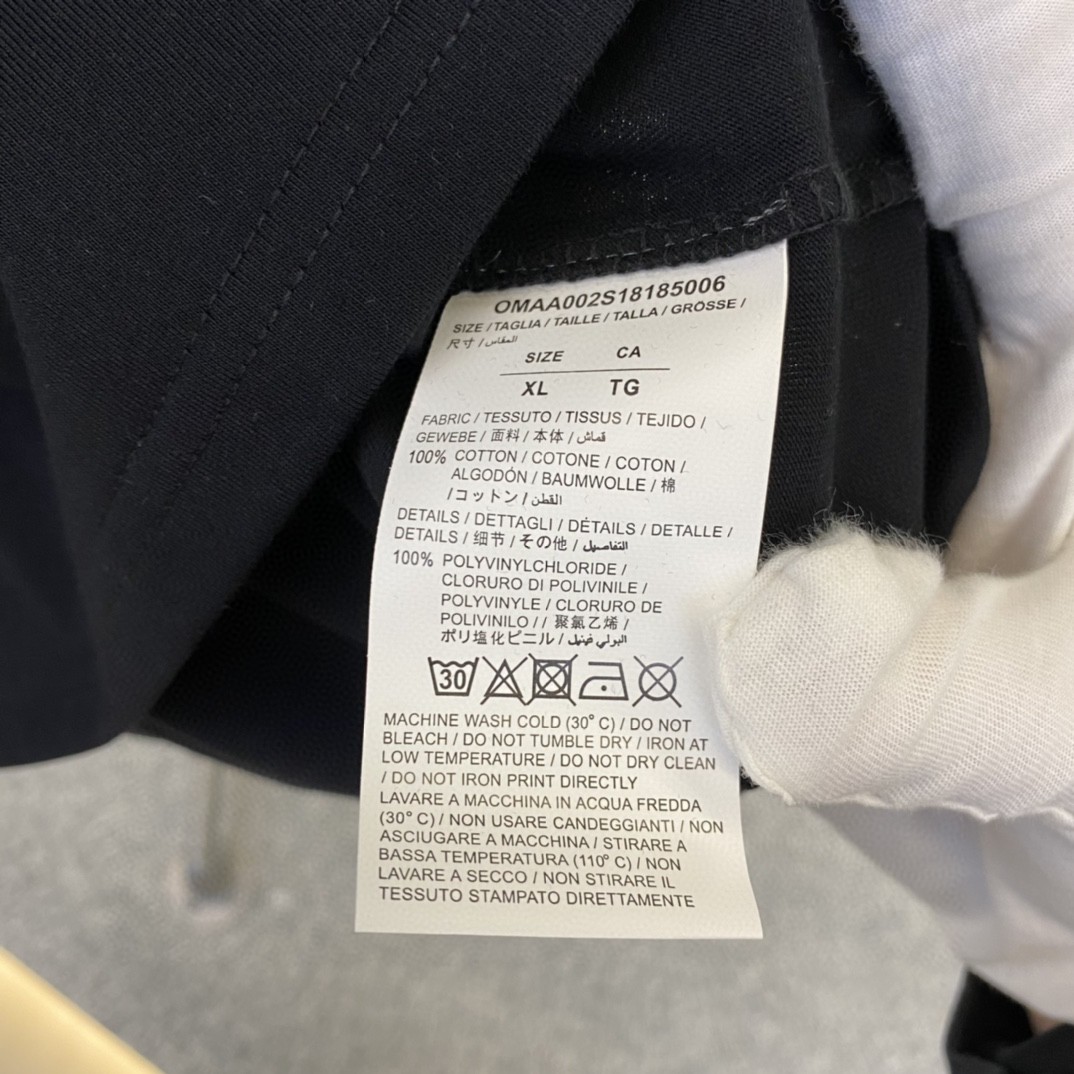 OMAA002S18185006
SIZE / TAGLIA / TAILLE / TALLA / GRÖSSE /
尺寸 / المقاس
SIZE CA
XL TG
FABRIC / TESSUTO / TISSUS / TEJIDO /
GEWEBE / 面料 / 本体 / قماش
100% COTTON / COTONE / COTON /
ALGODÓN / BAUMWOLLE / 棉
/ コットン / القطن
DETAILS / DETTAGLI / DÉTAILS / DETALLE /
DETAILS / 细节 / その他 / التفاصيل
100% POLYVINYLCHLORIDE /
CLORURO DI POLIVINILE /
POLYVINYLE / CLORURO DE
POLIVINILO / / 聚氯乙烯 /
ポリ塩化ビニル / البولي فينيل
30
MACHINE WASH COLD (30° C) / DO NOT
BLEACH / DO NOT TUMBLE DRY / IRON AT
LOW TEMPERATURE / DO NOT DRY CLEAN
/ DO NOT IRON PRINT DIRECTLY
LAVARE A MACCHINA IN ACQUA FREDDA
(30° C) / NON USARE CANDEGGIANTI / NON
ASCIUGARE A MACCHINA / STIRARE A
BASSA TEMPERATURA (110° C) / NON
LAVARE A SECCO / NON STIRARE IL
TESSUTO STAMPATO DIRETTAMENTE